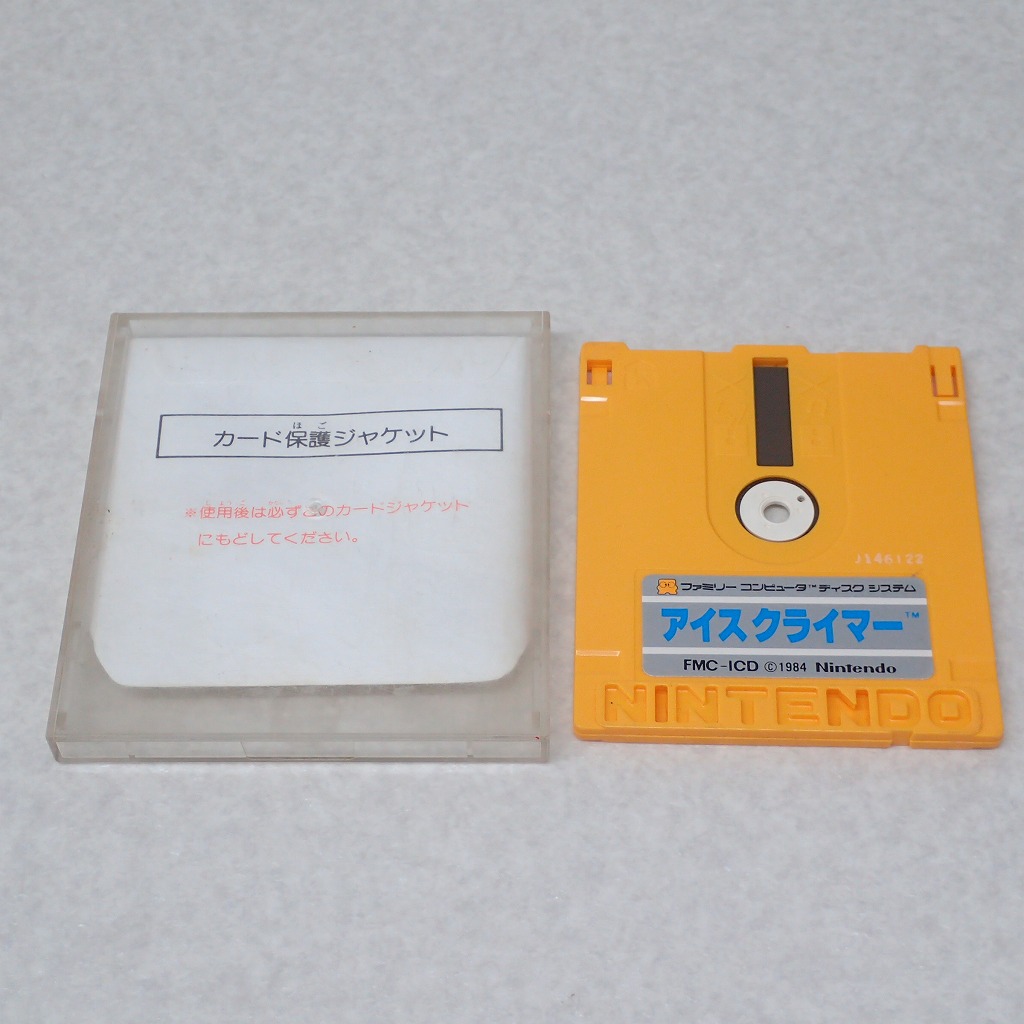 カード保護ジャケット
ほご
※使用後は必ずこのカードジャケット
にもどしてください。
J146122
ファミリー コンピュータ™ ディスク システム
アイスクライマー™
FMC-ICD ©1984 Nintendo
NINTENDO